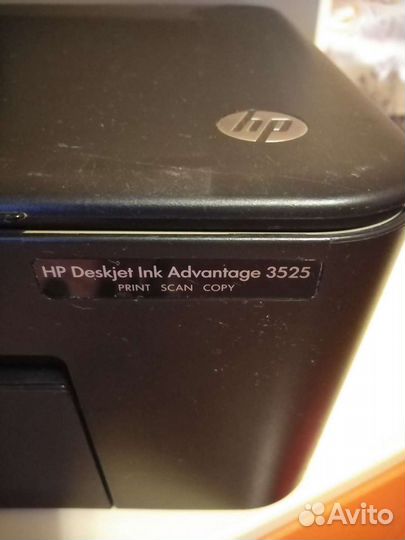 hp
HP Deskjet Ink Advantage 3525
PRINT SCAN COPY
Avito